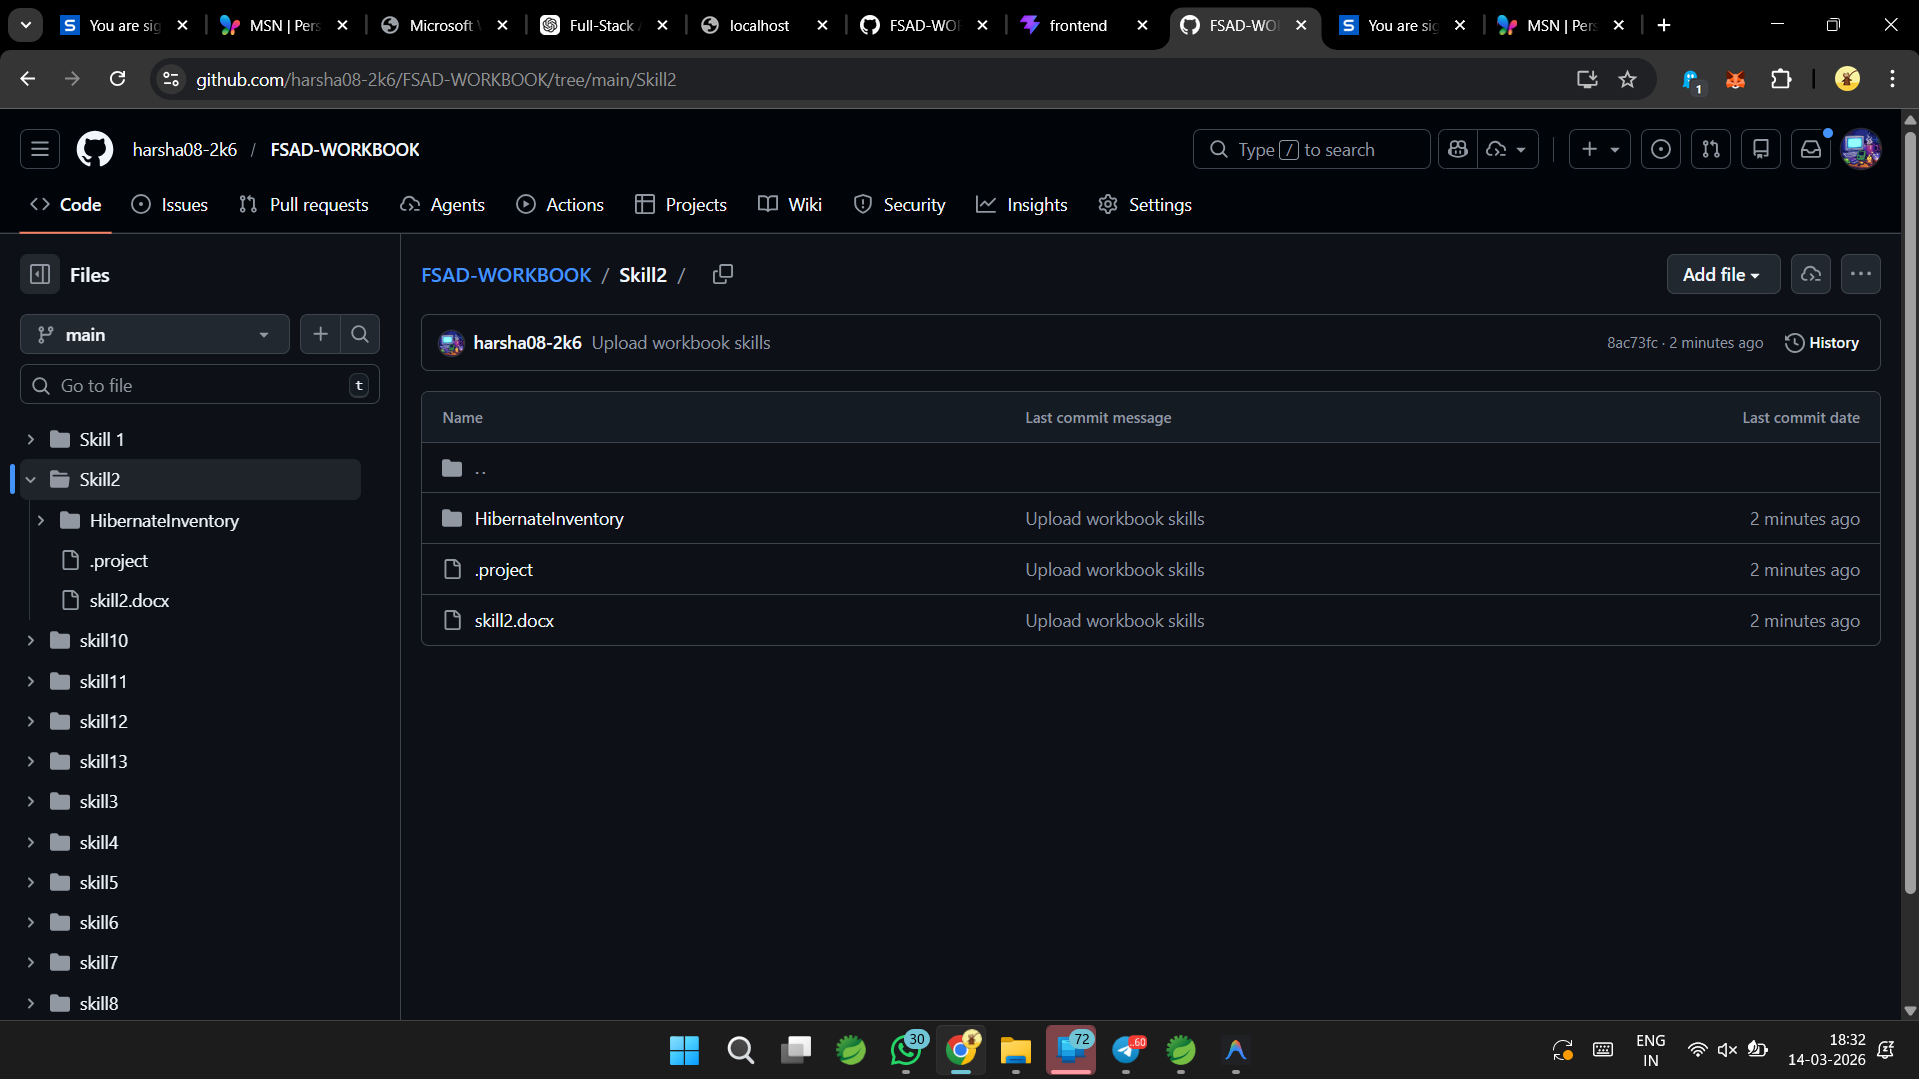 You are sig
MSN | Pers
Microsoft
Full-Stack
localhost
FSAD-WOR
frontend
FSAD-WO
You are sig
MSN | Pers
github.com/harsha08-2k6/FSAD-WORKBOOK/tree/main/Skill2
1
harsha08-2k6 / FSAD-WORKBOOK
Type / to search
Code
Issues
Pull requests
Agents
Actions
Projects
Wiki
Security
Insights
Settings
Files
FSAD-WORKBOOK / Skill2 /
Add file
main
harsha08-2k6 Upload workbook skills
8ac73fc · 2 minutes ago
History
Go to file
t
Name
Last commit message
Last commit date
..
HibernateInventory
Upload workbook skills
2 minutes ago
.project
Upload workbook skills
2 minutes ago
skill2.docx
Upload workbook skills
2 minutes ago
Skill 1
Skill2
HibernateInventory
.project
skill2.docx
skill10
skill11
skill12
skill13
skill3
skill4
skill5
skill6
skill7
skill8
30
72
..60
ENG
IN
18:32
14-03-2026